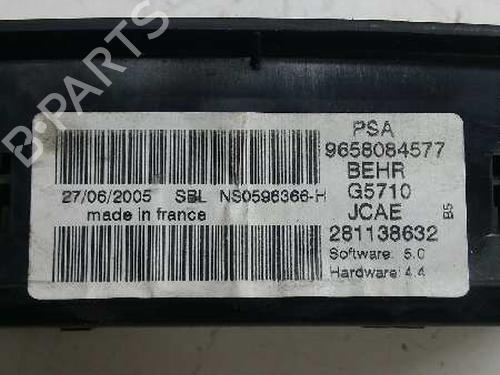 B-PARTS
PSA
9658084577
BEHR
G5710
JCAE
B5
281138632
Software: 5.0
Hardware: 4.4
27/06/2005 SBL NS0596366-H
made in france